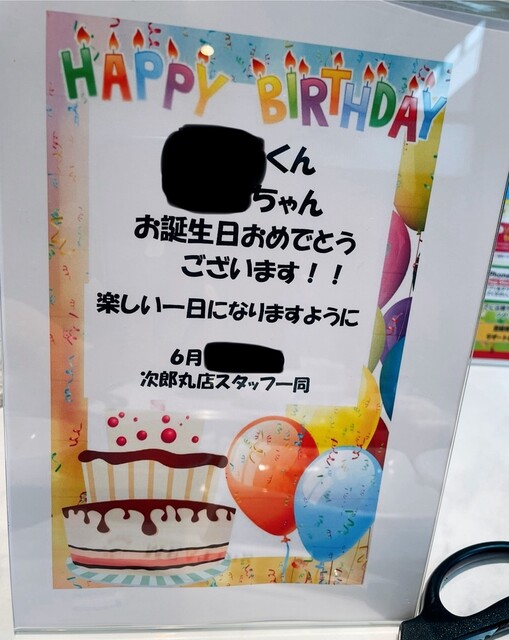 HAPPY BIRTHDAY
くん
ちゃん
お誕生日おめでとう
ございます！！
楽しい一日になりますように
6月
次郎丸店スタッフ一同